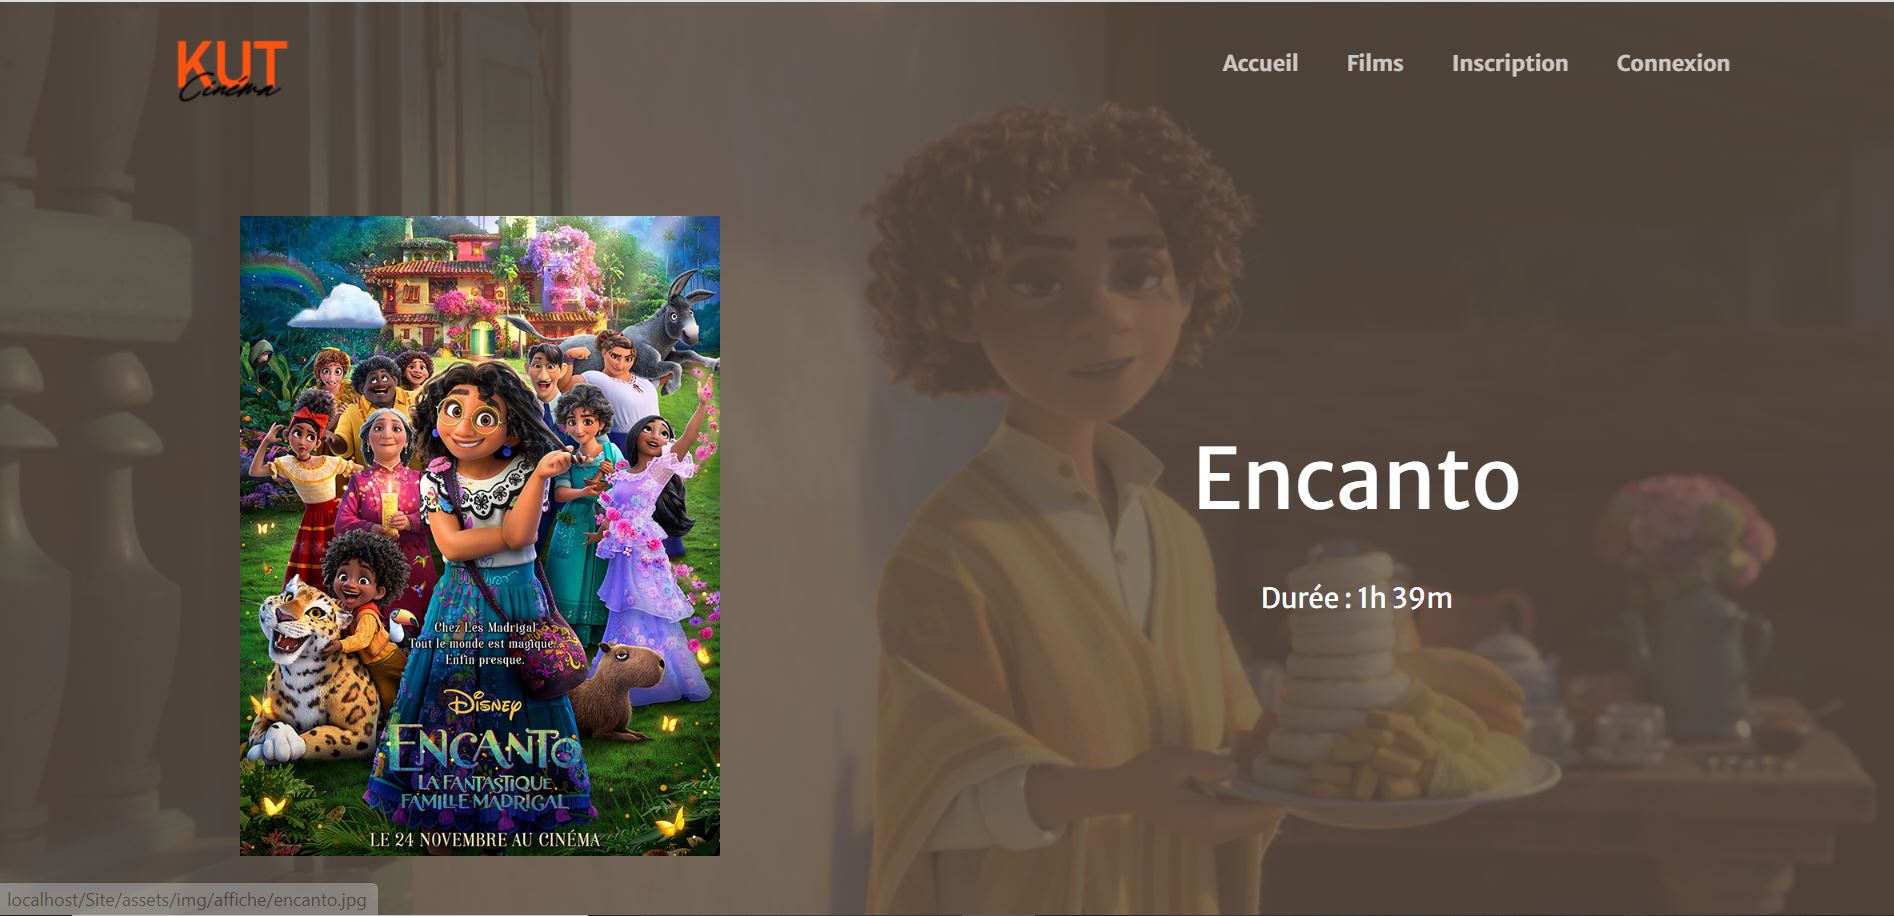 KUT
Cinéma
Accueil Films Inscription Connexion
Chez Les Madrigal
Tout le monde est magique...
Enfin presque.
Disney
ENCANTO
LA FANTASTIQUE
FAMILLE MADRIGAL
LE 24 NOVEMBRE AU CINÉMA
Encanto
Durée : 1h 39m
localhost/Site/assets/img/affiche/encanto.jpg